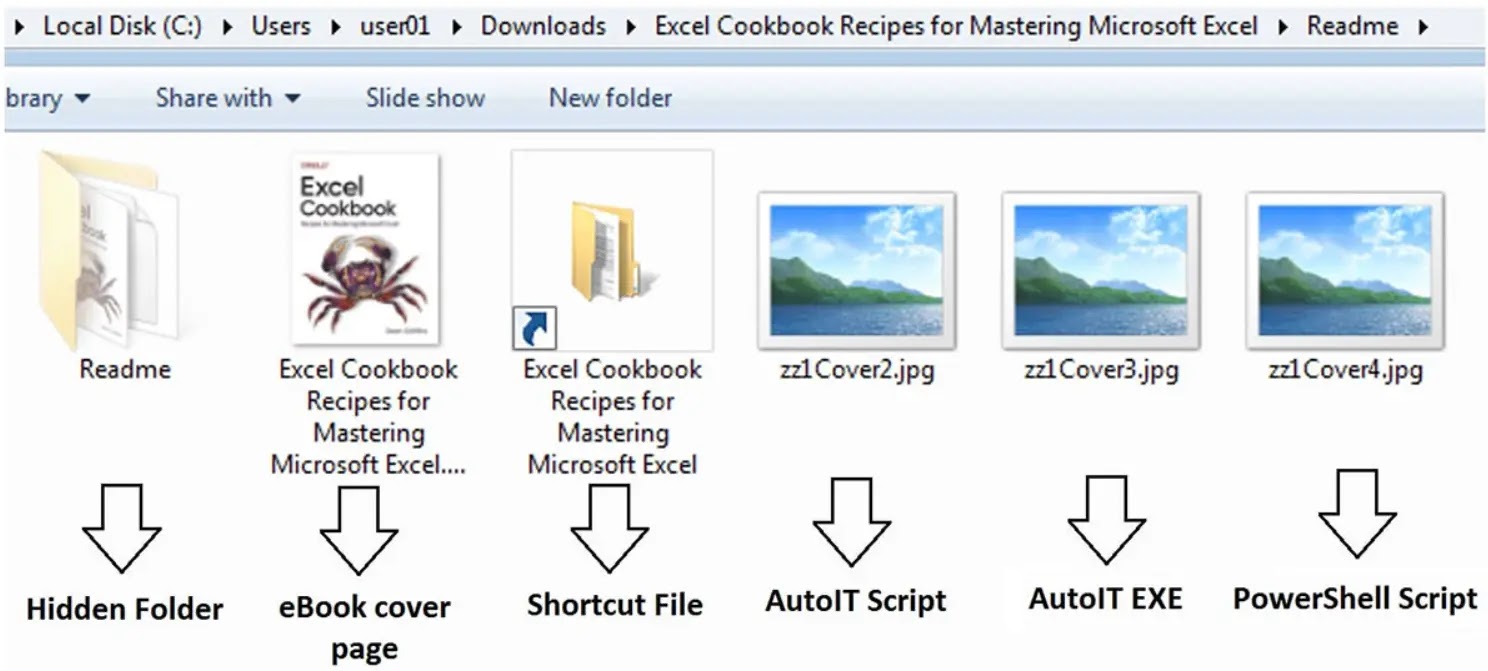 Local Disk (C:) Users user01 Downloads Excel Cookbook Recipes for Mastering Microsoft Excel Readme
brary Share with Slide show New folder
Excel
Cookbook
Readme
Excel Cookbook
Recipes for
Mastering
Microsoft Excel....
Excel Cookbook
Recipes for
Mastering
Microsoft Excel
zz1Cover2.jpg
zz1Cover3.jpg
zz1Cover4.jpg
Hidden Folder
eBook cover
page
Shortcut File
AutoIT Script
AutoIT EXE
PowerShell Script